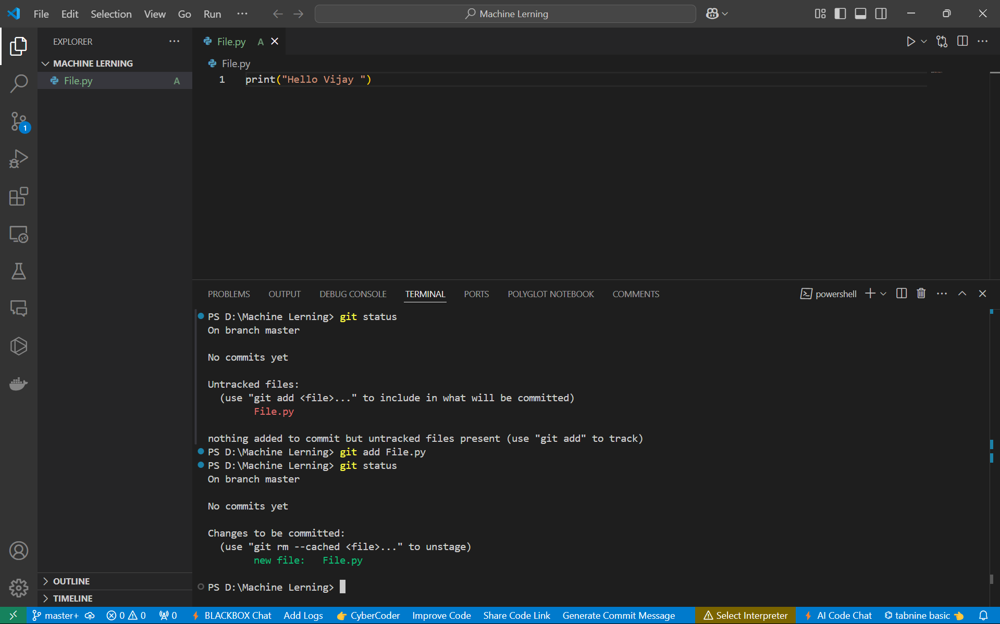 File Edit Selection View Go Run ··· Machine Lerning
EXPLORER ···
File.py A
MACHINE LERNING
File.py
File.py A
1 print("Hello Vijay ")
1
PROBLEMS OUTPUT DEBUG CONSOLE TERMINAL PORTS POLYGLOT NOTEBOOK COMMENTS powershell
PS D:\Machine Lerning> git status
On branch master
No commits yet
Untracked files:
(use "git add <file>..." to include in what will be committed)
File.py
nothing added to commit but untracked files present (use "git add" to track)
PS D:\Machine Lerning> git add File.py
PS D:\Machine Lerning> git status
On branch master
No commits yet
Changes to be committed:
(use "git rm --cached <file>..." to unstage)
new file: File.py
PS D:\Machine Lerning>
OUTLINE
TIMELINE
master+ 0 0 0 BLACKBOX Chat Add Logs CyberCoder Improve Code Share Code Link Generate Commit Message Select Interpreter AI Code Chat tabnine basic